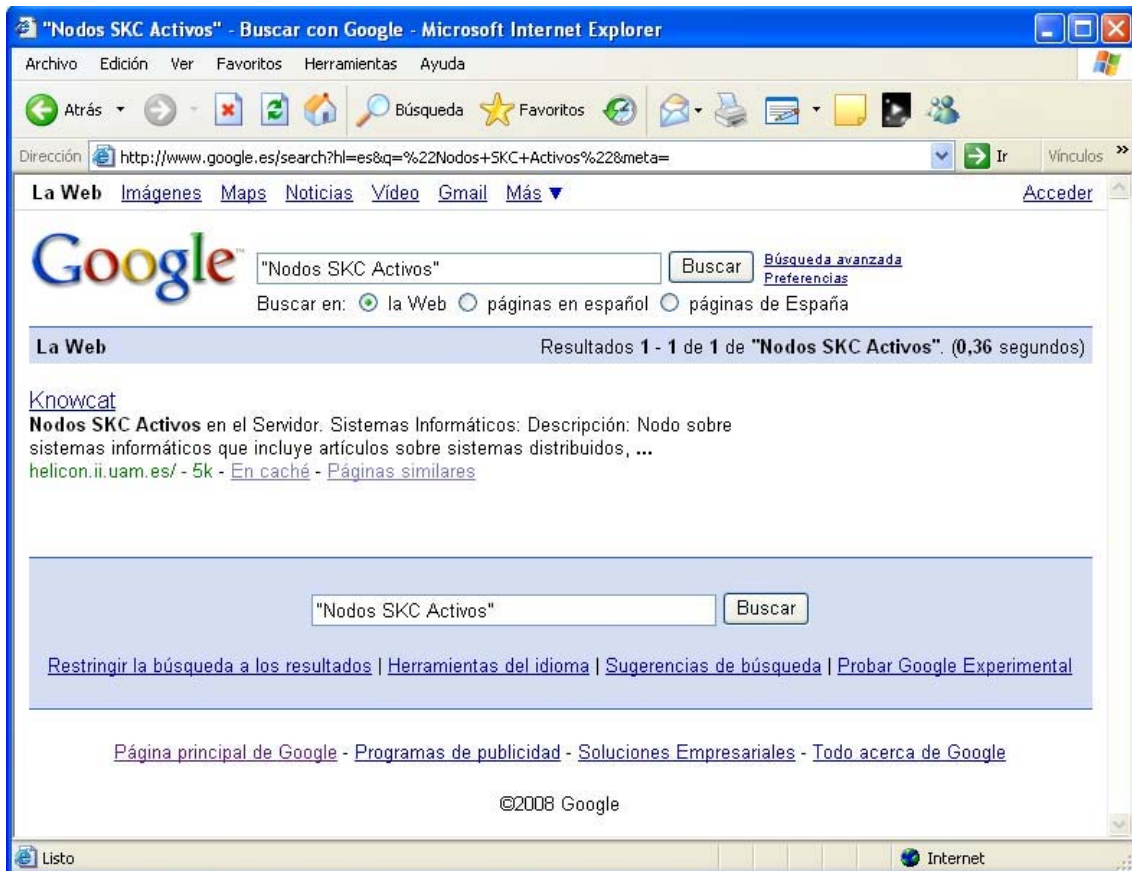 "Nodos SKC Activos" - Buscar con Google - Microsoft Internet Explorer
Archivo Edición Ver Favoritos Herramientas Ayuda
Atrás Búsqueda Favoritos
Dirección http://www.google.es/search?hl=es&q=%22Nodos+SKC+Activos%22&meta= Ir Vínculos »
La Web Imágenes Maps Noticias Vídeo Gmail Más ▼ Acceder
Google™ "Nodos SKC Activos" Buscar Búsqueda avanzada
Preferencias
Buscar en: la Web páginas en español páginas de España
La Web Resultados 1 - 1 de 1 de "Nodos SKC Activos". (0,36 segundos)
Knowcat
Nodos SKC Activos en el Servidor. Sistemas Informáticos: Descripción: Nodo sobre
sistemas informáticos que incluye artículos sobre sistemas distribuidos, ...
helicon.ii.uam.es/ - 5k - En caché - Páginas similares
"Nodos SKC Activos" Buscar
Restringir la búsqueda a los resultados | Herramientas del idioma | Sugerencias de búsqueda | Probar Google Experimental
Página principal de Google - Programas de publicidad - Soluciones Empresariales - Todo acerca de Google
©2008 Google
Listo Internet